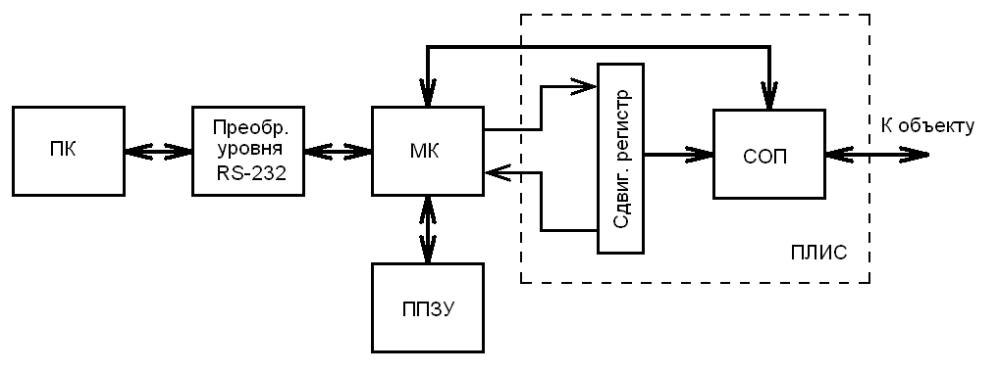 ПК
Преобр.
уровня
RS-232
МК
ППЗУ
Сдвиг. регистр
СОП
К объекту
ПЛИС